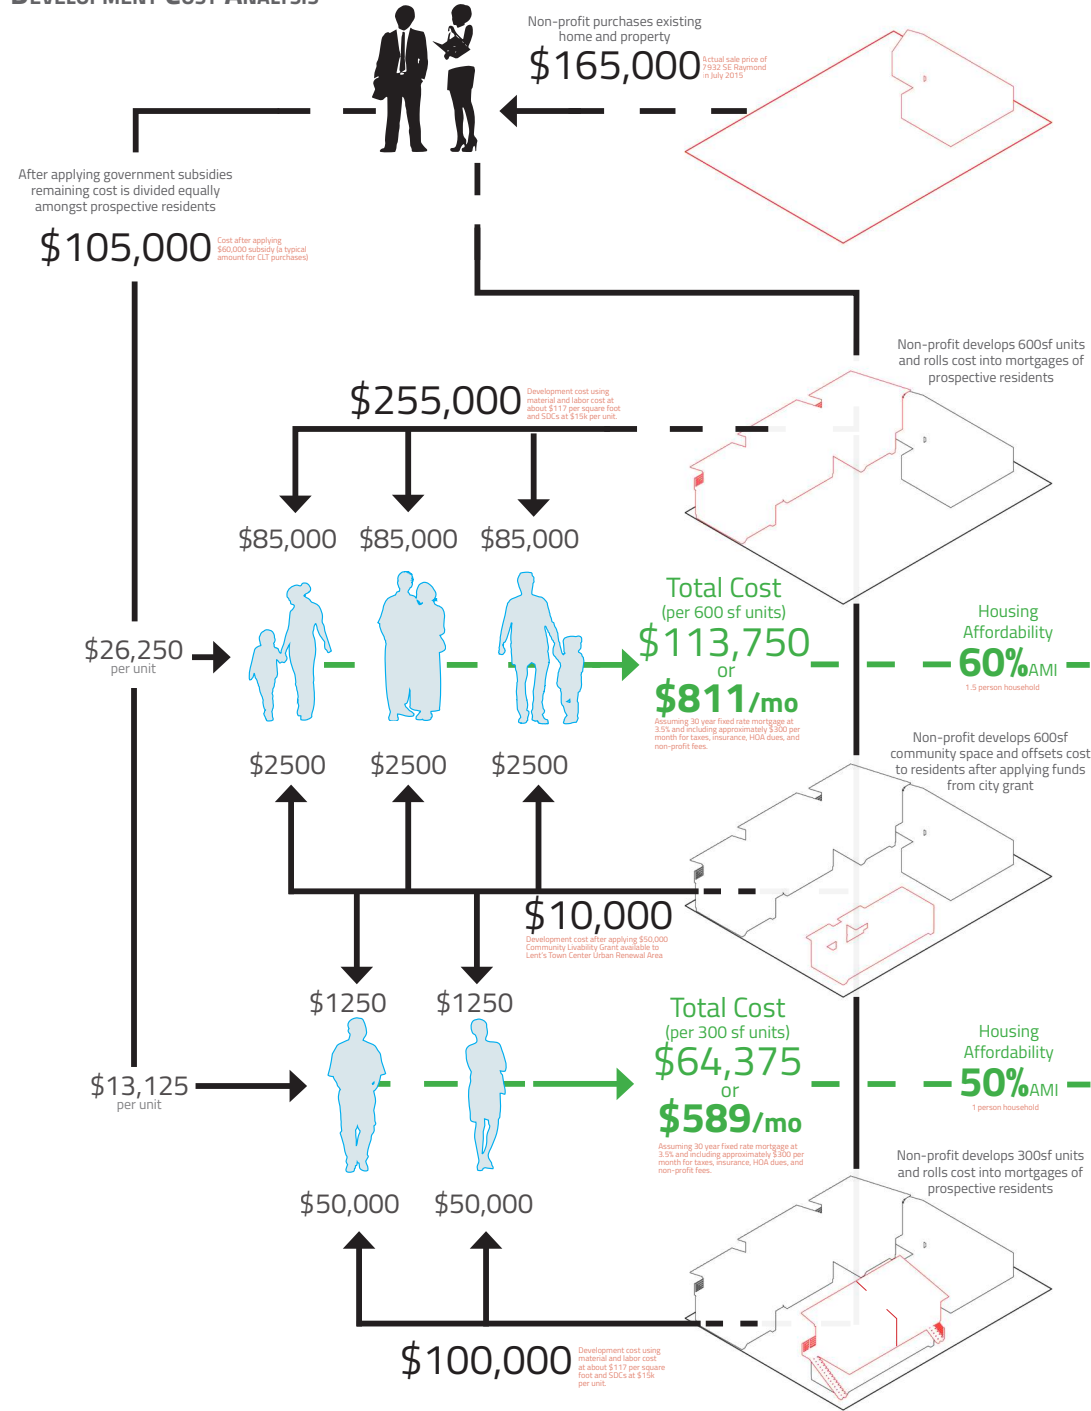 DEVELOPMENT COST ANALYSIS
Non-profit purchases existing
home and property
$165,000
Actual sale price of
7932 SE Raymond
in July 2015
After applying government subsidies
remaining cost is divided equally
amongst prospective residents
$105,000
Cost after applying
$60,000 subsidy (a typical
amount for CLT purchases)
Non-profit develops 600sf units
and rolls cost into mortgages of
prospective residents
$255,000
Development cost using
material and labor cost at
about $117 per square foot
and SDCs at $15k per unit.
$85,000 $85,000 $85,000
Total Cost
(per 600 sf units)
$113,750
or
$811/mo
Assuming 30 year fixed rate mortgage at
3.5% and including approximately $300 per
month for taxes, insurance, HOA dues, and
non-profit fees.
Housing
Affordability
60%AMI
1.5 person household
$26,250
per unit
Non-profit develops 600sf
community space and offsets cost
to residents after applying funds
from city grant
$2500 $2500 $2500
$10,000
Development cost after applying $50,000
Community Livability Grant available to
Lent's Town Center Urban Renewal Area
$1250 $1250
Total Cost
(per 300 sf units)
$64,375
or
$589/mo
Assuming 30 year fixed rate mortgage at
3.5% and including approximately $300 per
month for taxes, insurance, HOA dues, and
non-profit fees.
Housing
Affordability
50%AMI
1 person household
$13,125
per unit
Non-profit develops 300sf units
and rolls cost into mortgages of
prospective residents
$50,000 $50,000
$100,000
Development cost using
material and labor cost
at about $117 per square
foot and SDCs at $15k
per unit.